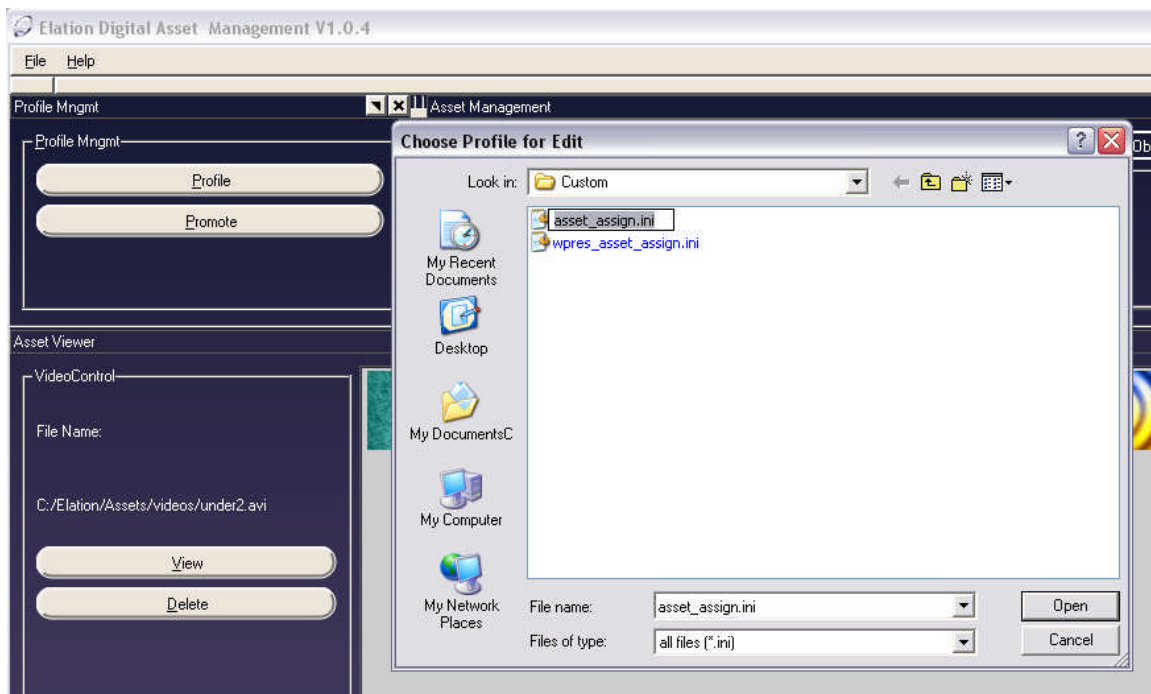 Elation Digital Asset Management V1.0.4
File Help
Profile Mngmt
Asset Management
Profile Mngmt
Profile
Promote
Choose Profile for Edit
Ob
Look in: Custom
asset_assign.ini
wpres_asset_assign.ini
My Recent
Documents
Desktop
My DocumentsC
My Computer
My Network
Places
File name: asset_assign.ini Open
Files of type: all files (*.ini) Cancel
Asset Viewer
VideoControl
File Name:
C:/Elation/Assets/videos/under2.avi
View
Delete